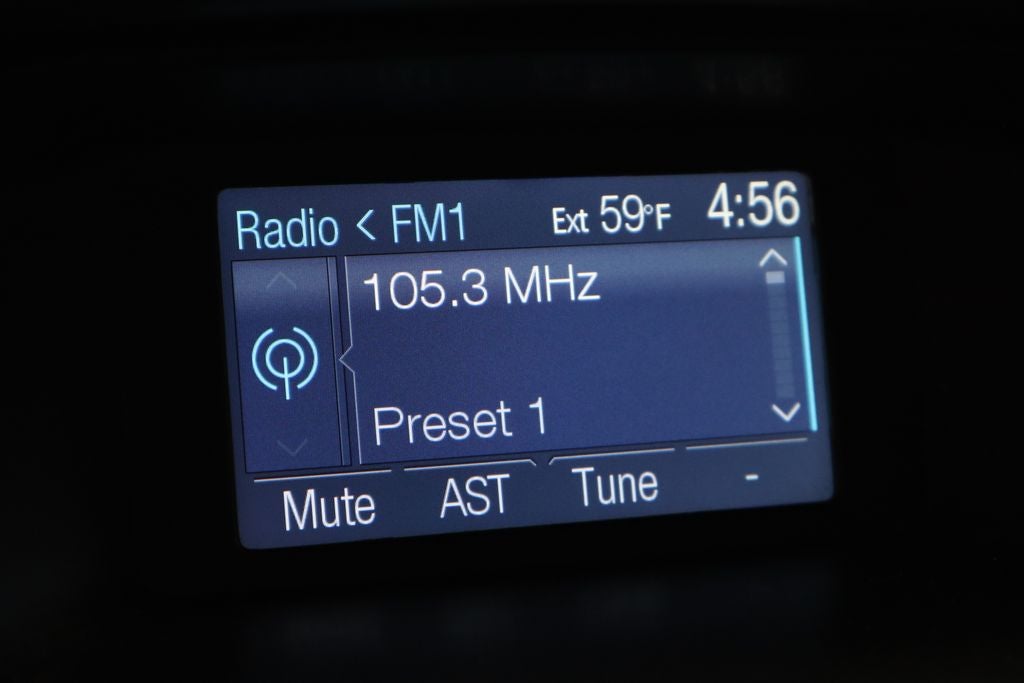 Radio < FM1 Ext 59°F 4:56
105.3 MHz
Preset 1
Mute AST Tune -